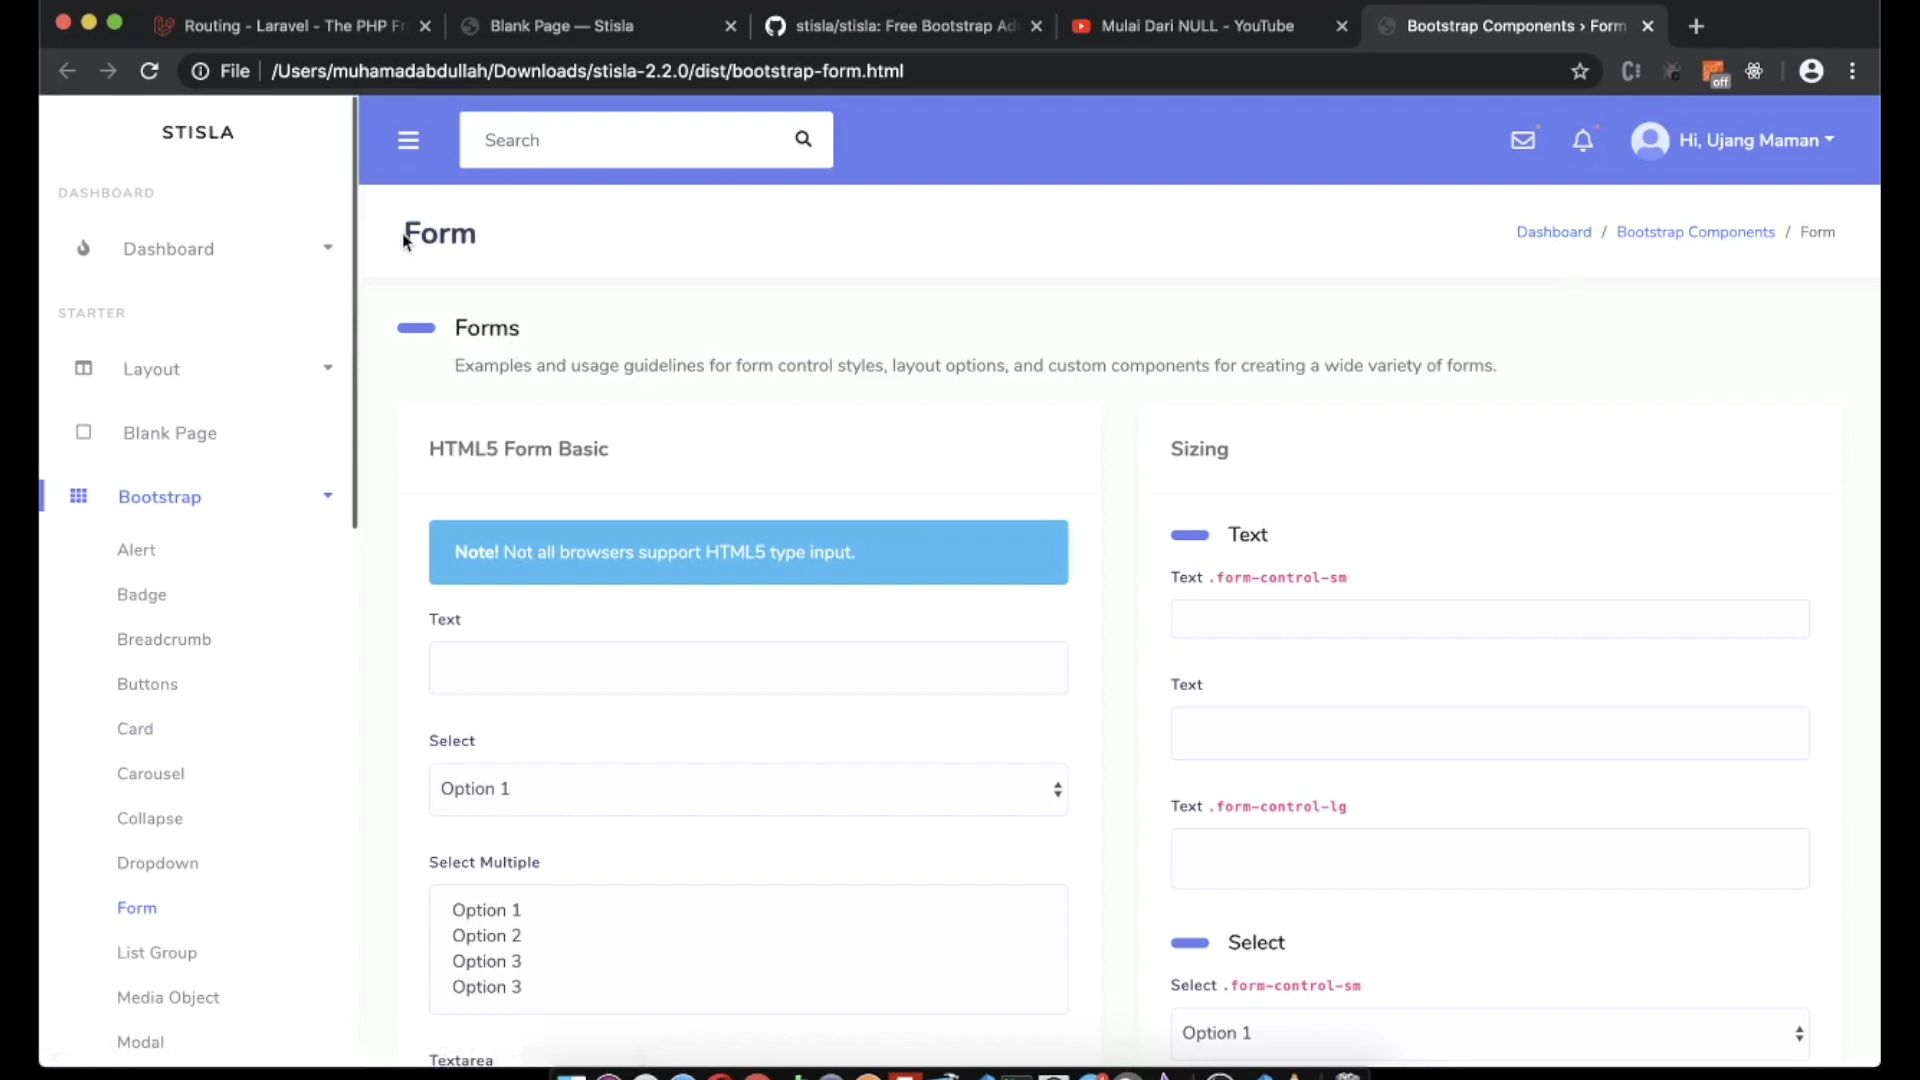 Routing - Laravel - The PHP Fr
Blank Page — Stisla
stisla/stisla: Free Bootstrap Ad
Mulai Dari NULL - YouTube
Bootstrap Components › Form
File
/Users/muhamadabdullah/Downloads/stisla-2.2.0/dist/bootstrap-form.html
off
STISLA
Search
Hi, Ujang Maman
DASHBOARD
Dashboard
STARTER
Layout
Blank Page
Bootstrap
Alert
Badge
Breadcrumb
Buttons
Card
Carousel
Collapse
Dropdown
Form
List Group
Media Object
Modal
Form
Dashboard / Bootstrap Components / Form
Forms
Examples and usage guidelines for form control styles, layout options, and custom components for creating a wide variety of forms.
HTML5 Form Basic
Note! Not all browsers support HTML5 type input.
Text
Select
Option 1
Select Multiple
Option 1
Option 2
Option 3
Option 3
Textarea
Sizing
Text
Text .form-control-sm
Text
Text .form-control-lg
Select
Select .form-control-sm
Option 1